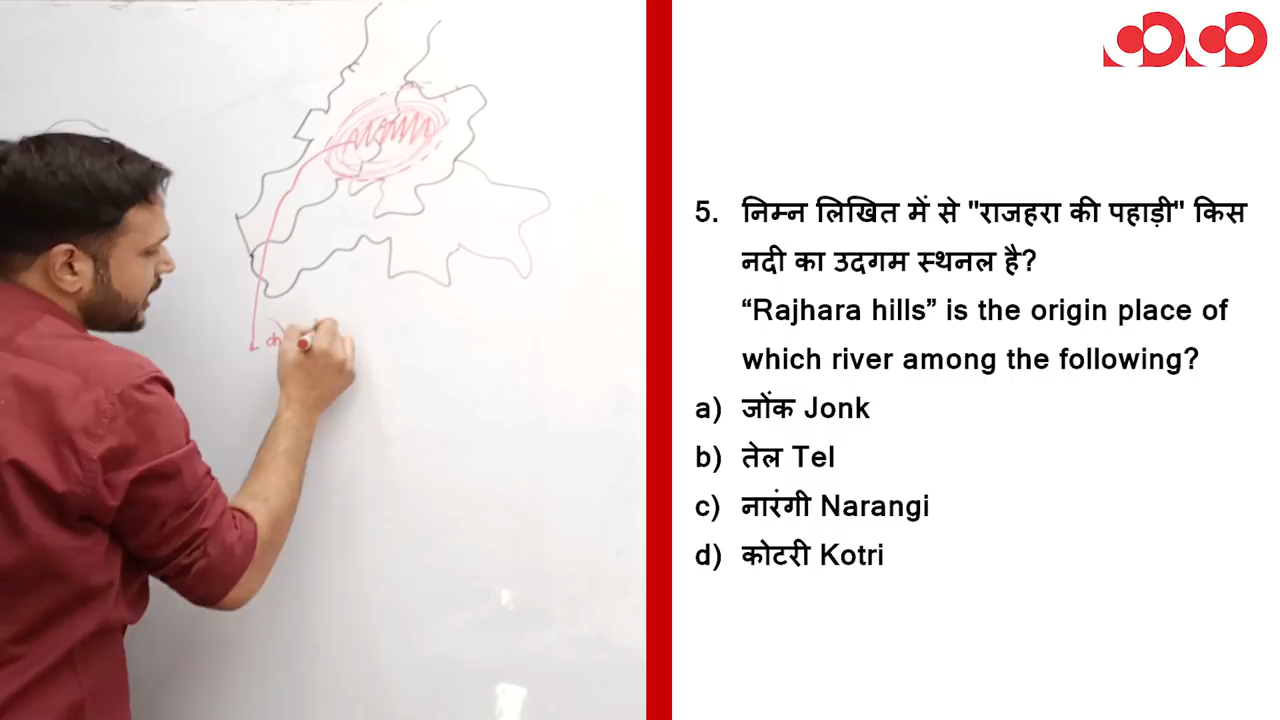 5. निम्न लिखित में से "राजहरा की पहाड़ी" किस
नदी का उदगम स्थनल है?
“Rajhara hills” is the origin place of
which river among the following?
a) जोंक Jonk
b) तेल Tel
c) नारंगी Narangi
d) कोटरी Kotri